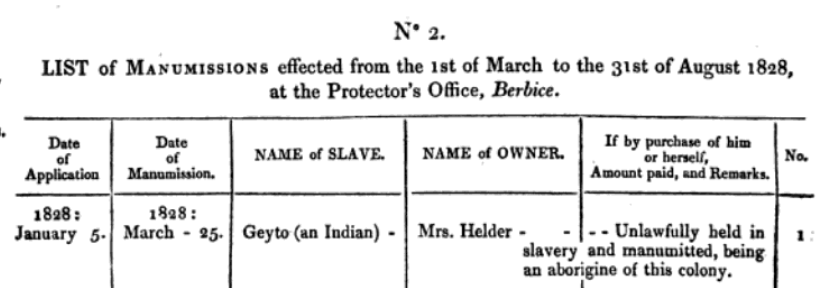 N° 2.
LIST of MANUMISSIONS effected from the 1st of March to the 31st of August 1828,
at the Protector's Office, Berbice.
Date of Application
Date of Manumission.
NAME of SLAVE.
NAME of OWNER.
If by purchase of him or herself, Amount paid, and Remarks.
No.
1828: January 5.
1828: March - 25.
Geyto (an Indian) -
Mrs. Helder - -
- - Unlawfully held in slavery and manumitted, being an aborigine of this colony.
1